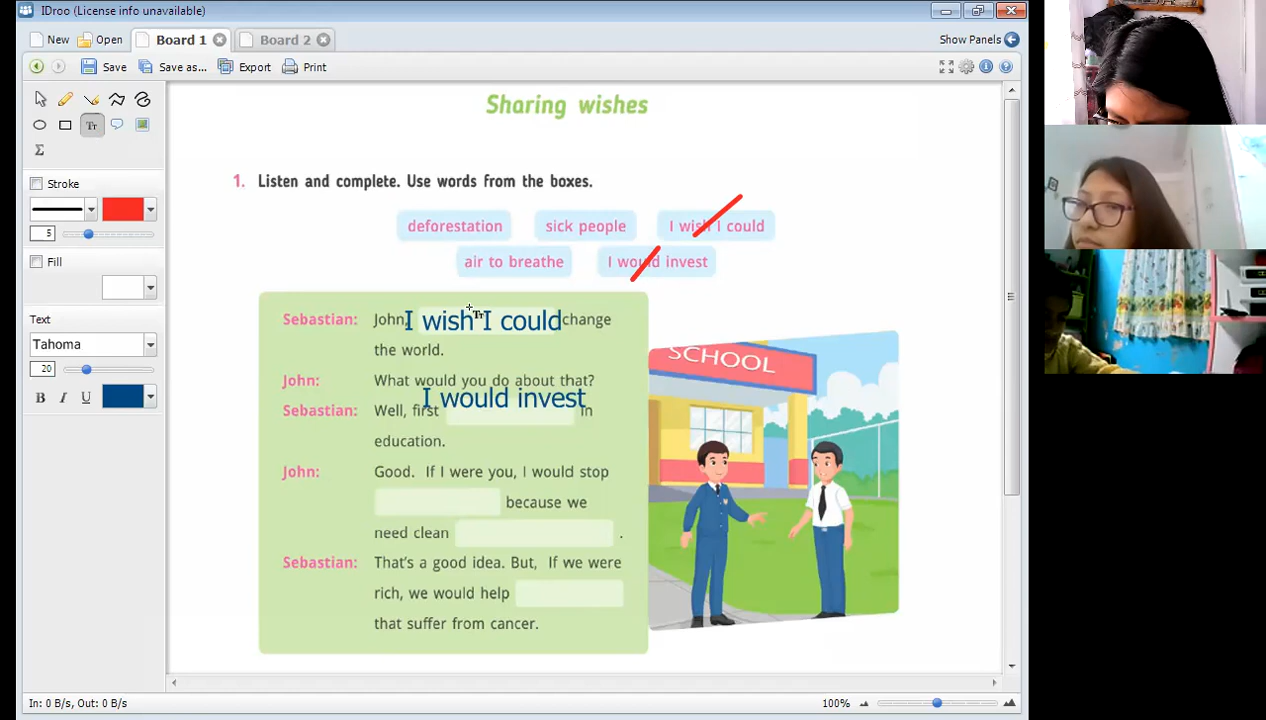 IDroo (License info unavailable)
New Open Board 1 Board 2 Show Panels
Save Save as... Export Print
Sharing wishes
1. Listen and complete. Use words from the boxes.
deforestation sick people I wish I could
air to breathe I would invest
Stroke
5
Fill
Text
Tahoma
20
B I U
Tr
Σ
Sebastian: John, I wish I could change
the world.
John: What would you do about that?
I would invest
Sebastian: Well, first in
education.
John: Good. If I were you, I would stop
because we
need clean .
Sebastian: That's a good idea. But, If we were
rich, we would help
that suffer from cancer.
SCHOOL
In: 0 B/s, Out: 0 B/s 100%